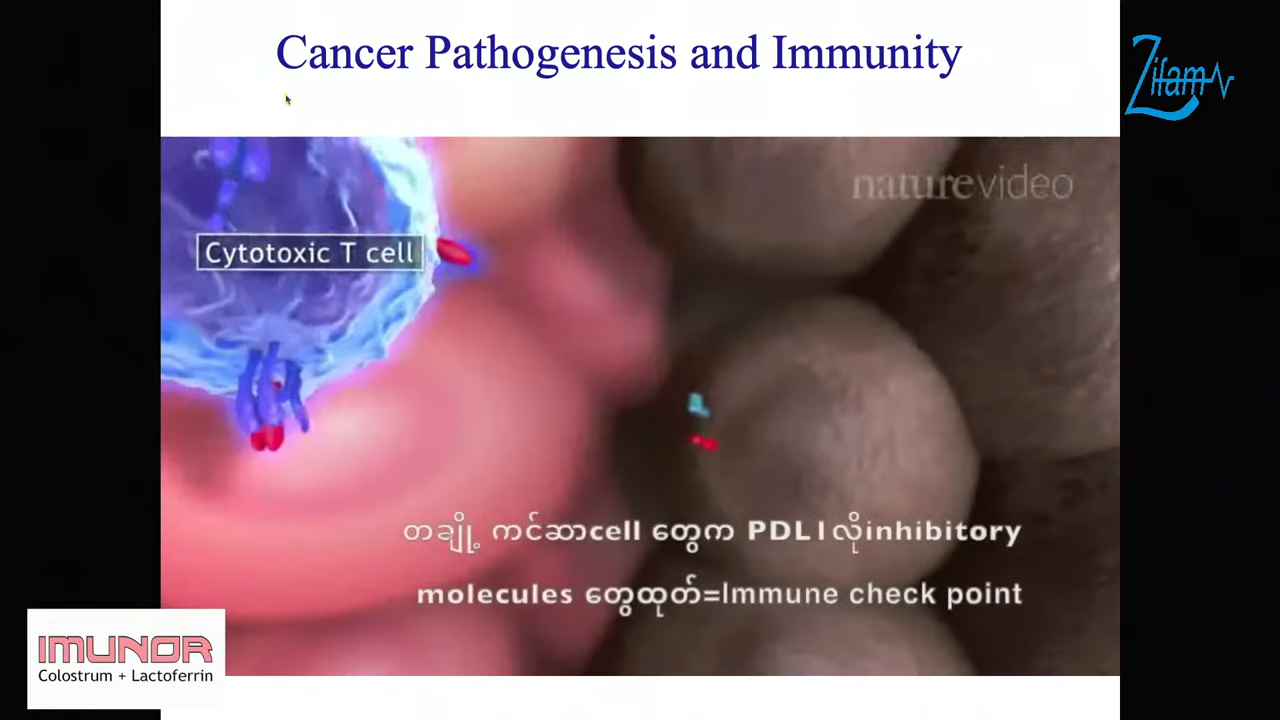 Cancer Pathogenesis and Immunity
Zifam
naturevideo
Cytotoxic T cell
တချို့ ကင်ဆာcell တွေက PDL1လိုinhibitory
molecules တွေထုတ်=Immune check point
IMUNOR
Colostrum + Lactoferrin